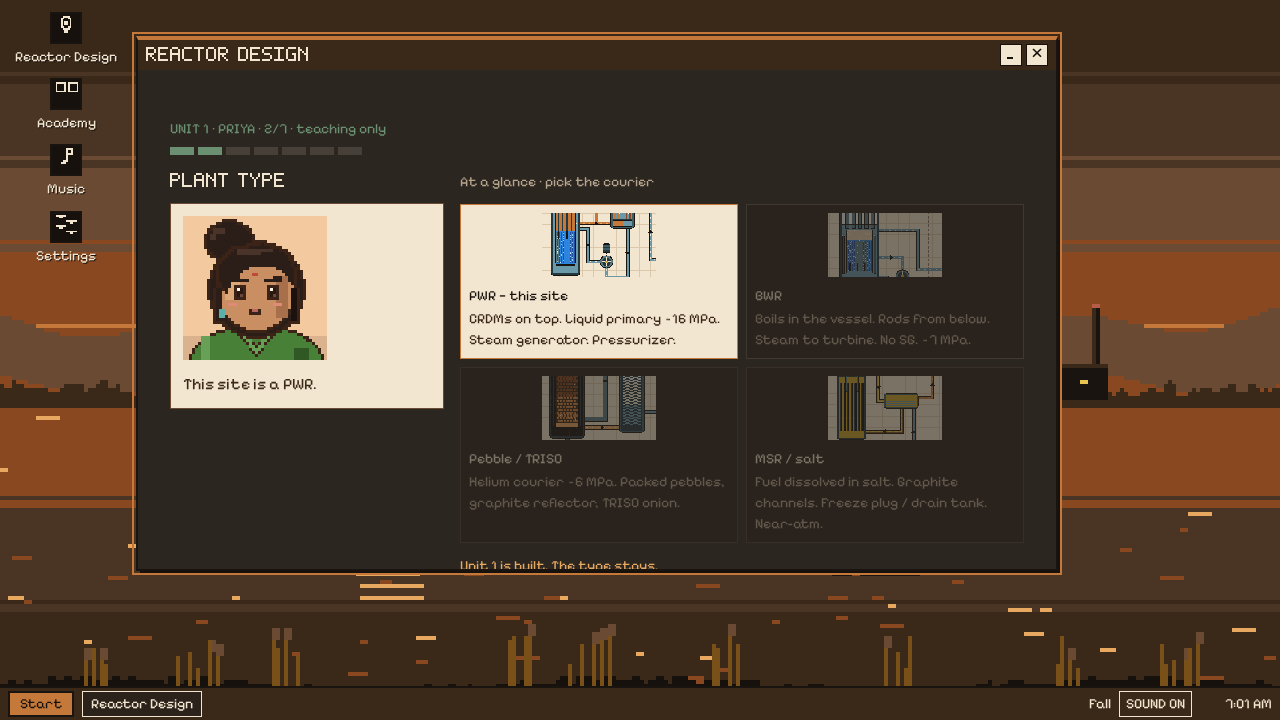 Reactor Design
Academy
Music
Settings
REACTOR DESIGN
UNIT 1 · PRIYA · 2/7 · teaching only
PLANT TYPE
This site is a PWR.
At a glance · pick the courier
PWR - this site
CRDMs on top. Liquid primary ~16 MPa.
Steam generator. Pressurizer.
BWR
Boils in the vessel. Rods from below.
Steam to turbine. No SG. ~7 MPa.
Pebble / TRISO
Helium courier ~6 MPa. Packed pebbles,
graphite reflector; TRISO onion.
MSR / salt
Fuel dissolved in salt. Graphite
channels. Freeze plug / drain tank.
Near-atm.
Unit 1 is built. The type stays.
Start
Reactor Design
Fall
SOUND ON
7:01 AM